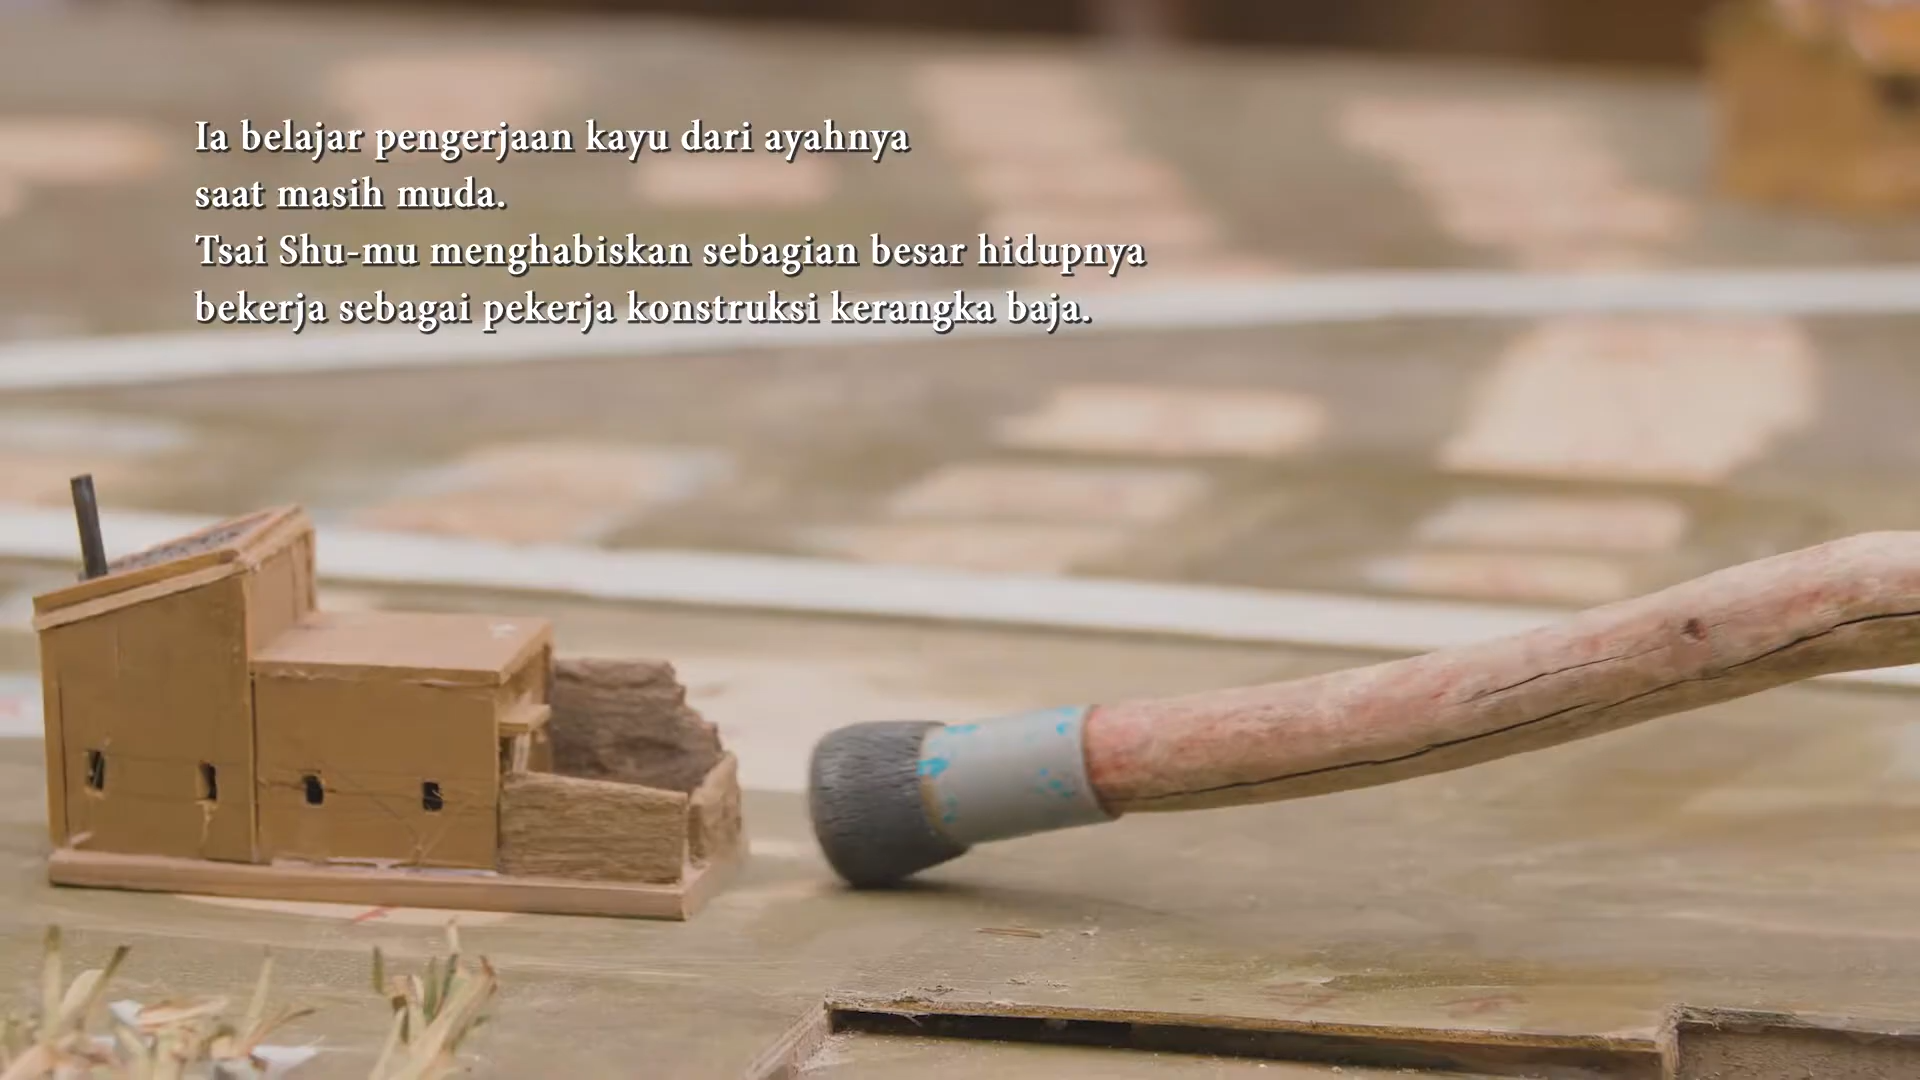 Ia belajar pengerjaan kayu dari ayahnya
saat masih muda.
Tsai Shu-mu menghabiskan sebagian besar hidupnya
bekerja sebagai pekerja konstruksi kerangka baja.